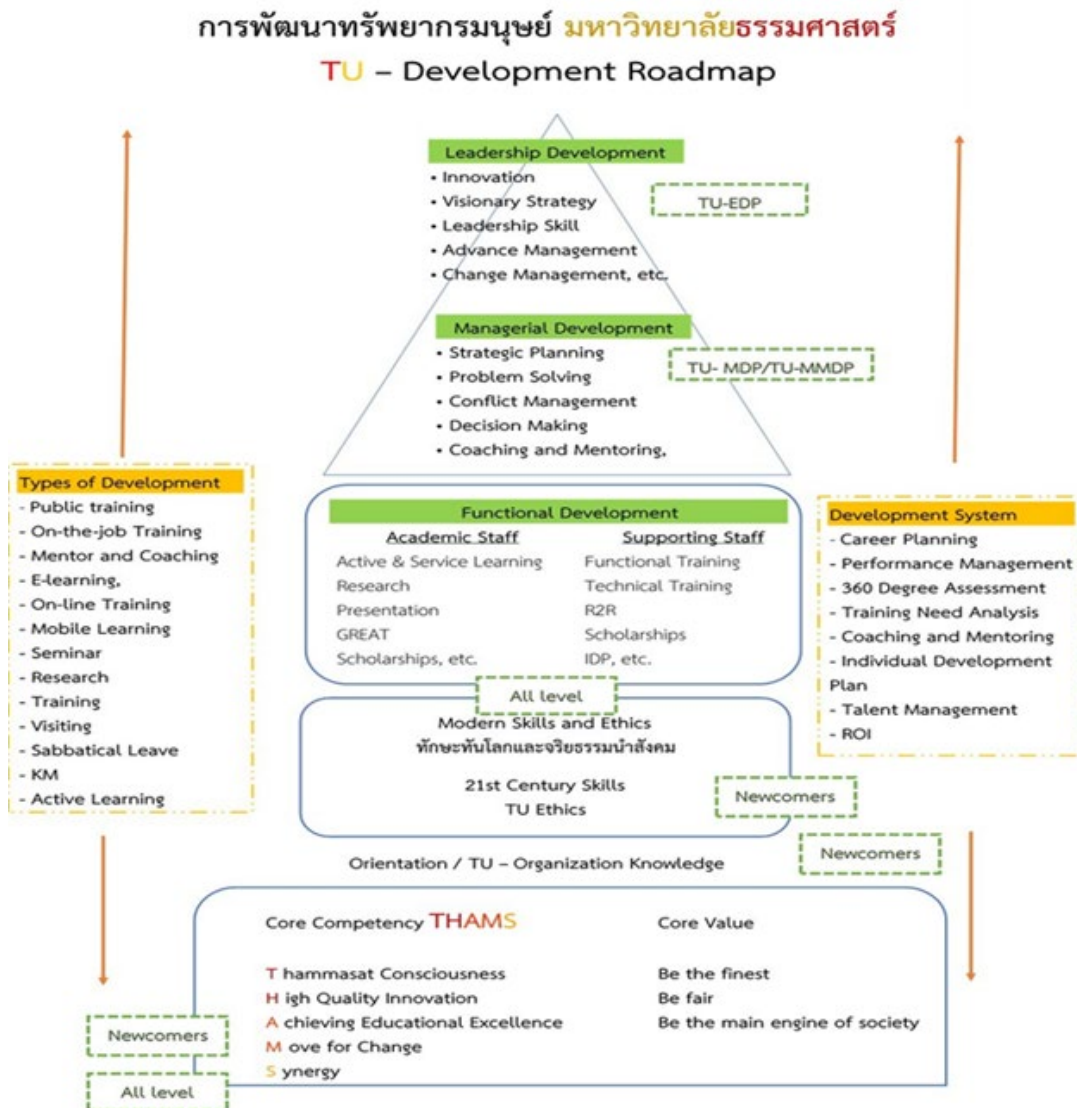 การพัฒนาทรัพยากรมนุษย์ มหาวิทยาลัยธรรมศาสตร์
TU – Development Roadmap
Leadership Development
• Innovation
• Visionary Strategy
• Leadership Skill
• Advance Management
• Change Management, etc.
TU-EDP
Managerial Development
• Strategic Planning
• Problem Solving
• Conflict Management
• Decision Making
• Coaching and Mentoring,
TU- MDP/TU-MMDP
Types of Development
- Public training
- On-the-job Training
- Mentor and Coaching
- E-learning,
- On-line Training
- Mobile Learning
- Seminar
- Research
- Training
- Visiting
- Sabbatical Leave
- KM
- Active Learning
Functional Development
Academic Staff
Active & Service Learning
Research
Presentation
GREAT
Scholarships, etc.
Supporting Staff
Functional Training
Technical Training
R2R
Scholarships
IDP, etc.
Development System
- Career Planning
- Performance Management
- 360 Degree Assessment
- Training Need Analysis
- Coaching and Mentoring
- Individual Development
Plan
- Talent Management
- ROI
All level
Modern Skills and Ethics
ทักษะทันโลกและจริยธรรมนำสังคม
21st Century Skills
TU Ethics
Newcomers
Newcomers
Orientation / TU – Organization Knowledge
Core Competency THAMS
T hammasat Consciousness
H igh Quality Innovation
A chieving Educational Excellence
M ove for Change
S ynergy
Core Value
Be the finest
Be fair
Be the main engine of society
Newcomers
All level